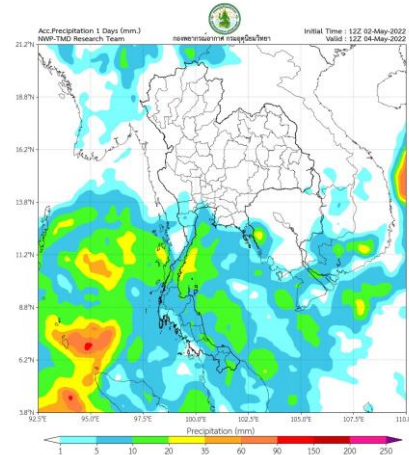 Acc.Precipitation 1 Days (mm.)
NWP-TMD Research Team
กองพยากรณ์อากาศ กรมอุตุนิยมวิทยา
Initial Time : 12Z 02-May-2022
Valid : 12Z 04-May-2022
21.2°N
18.8°N
16.2°N
13.8°N
11.2°N
8.8°N
6.2°N
3.8°N
92.5°E 95.0°E 97.5°E 100.0°E 102.5°E 105.0°E 107.5°E 110.0
Precipitation (mm)
1 5 10 20 35 60 90 150 200 250